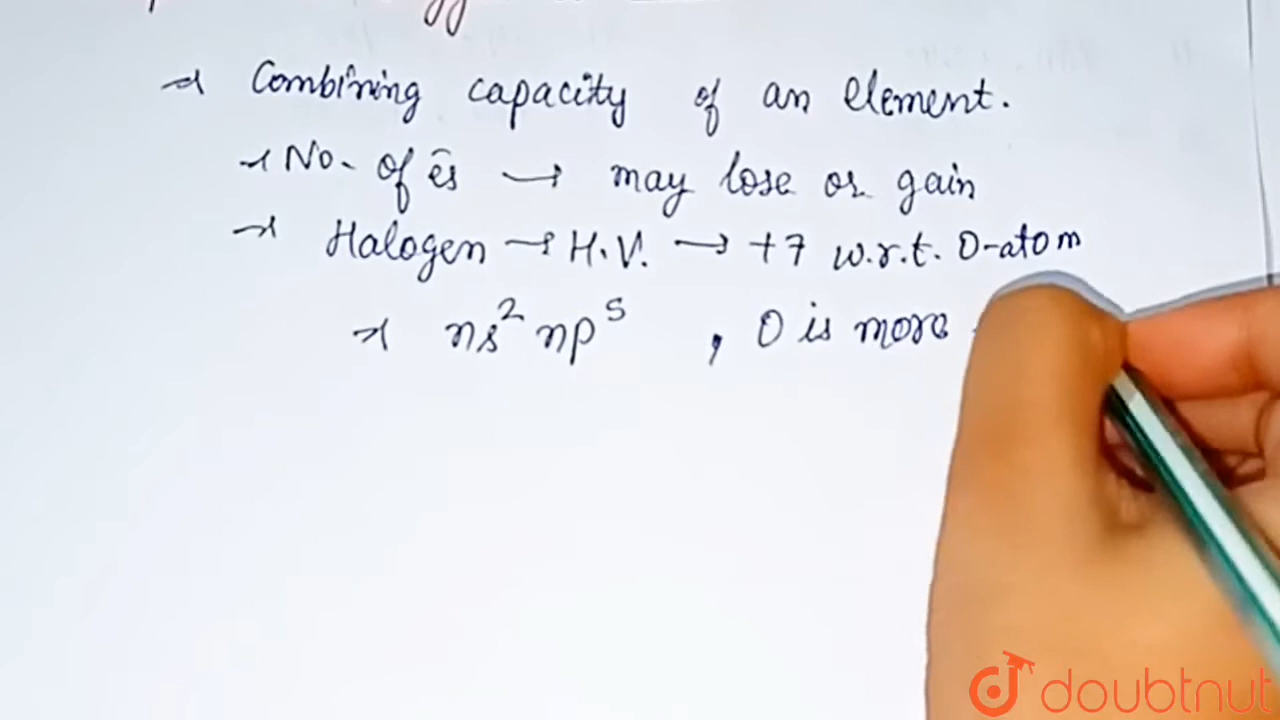 → Combining capacity of an element.
→ No. of e̅s → may lose or gain
→ Halogen → H.V. → +7 w.r.t. O-atom
→ ns² np⁵ , O is more
doubtnut